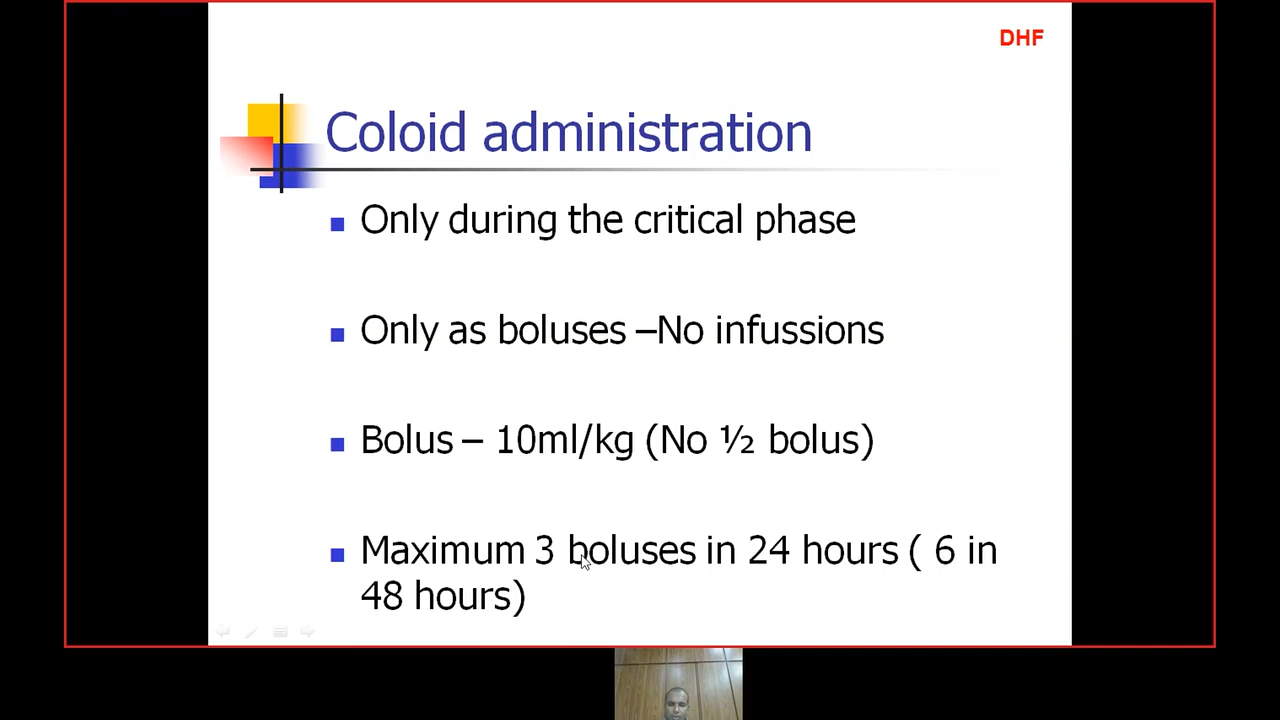 DHF
Coloid administration
Only during the critical phase
Only as boluses –No infussions
Bolus – 10ml/kg (No ½ bolus)
Maximum 3 boluses in 24 hours ( 6 in
48 hours)